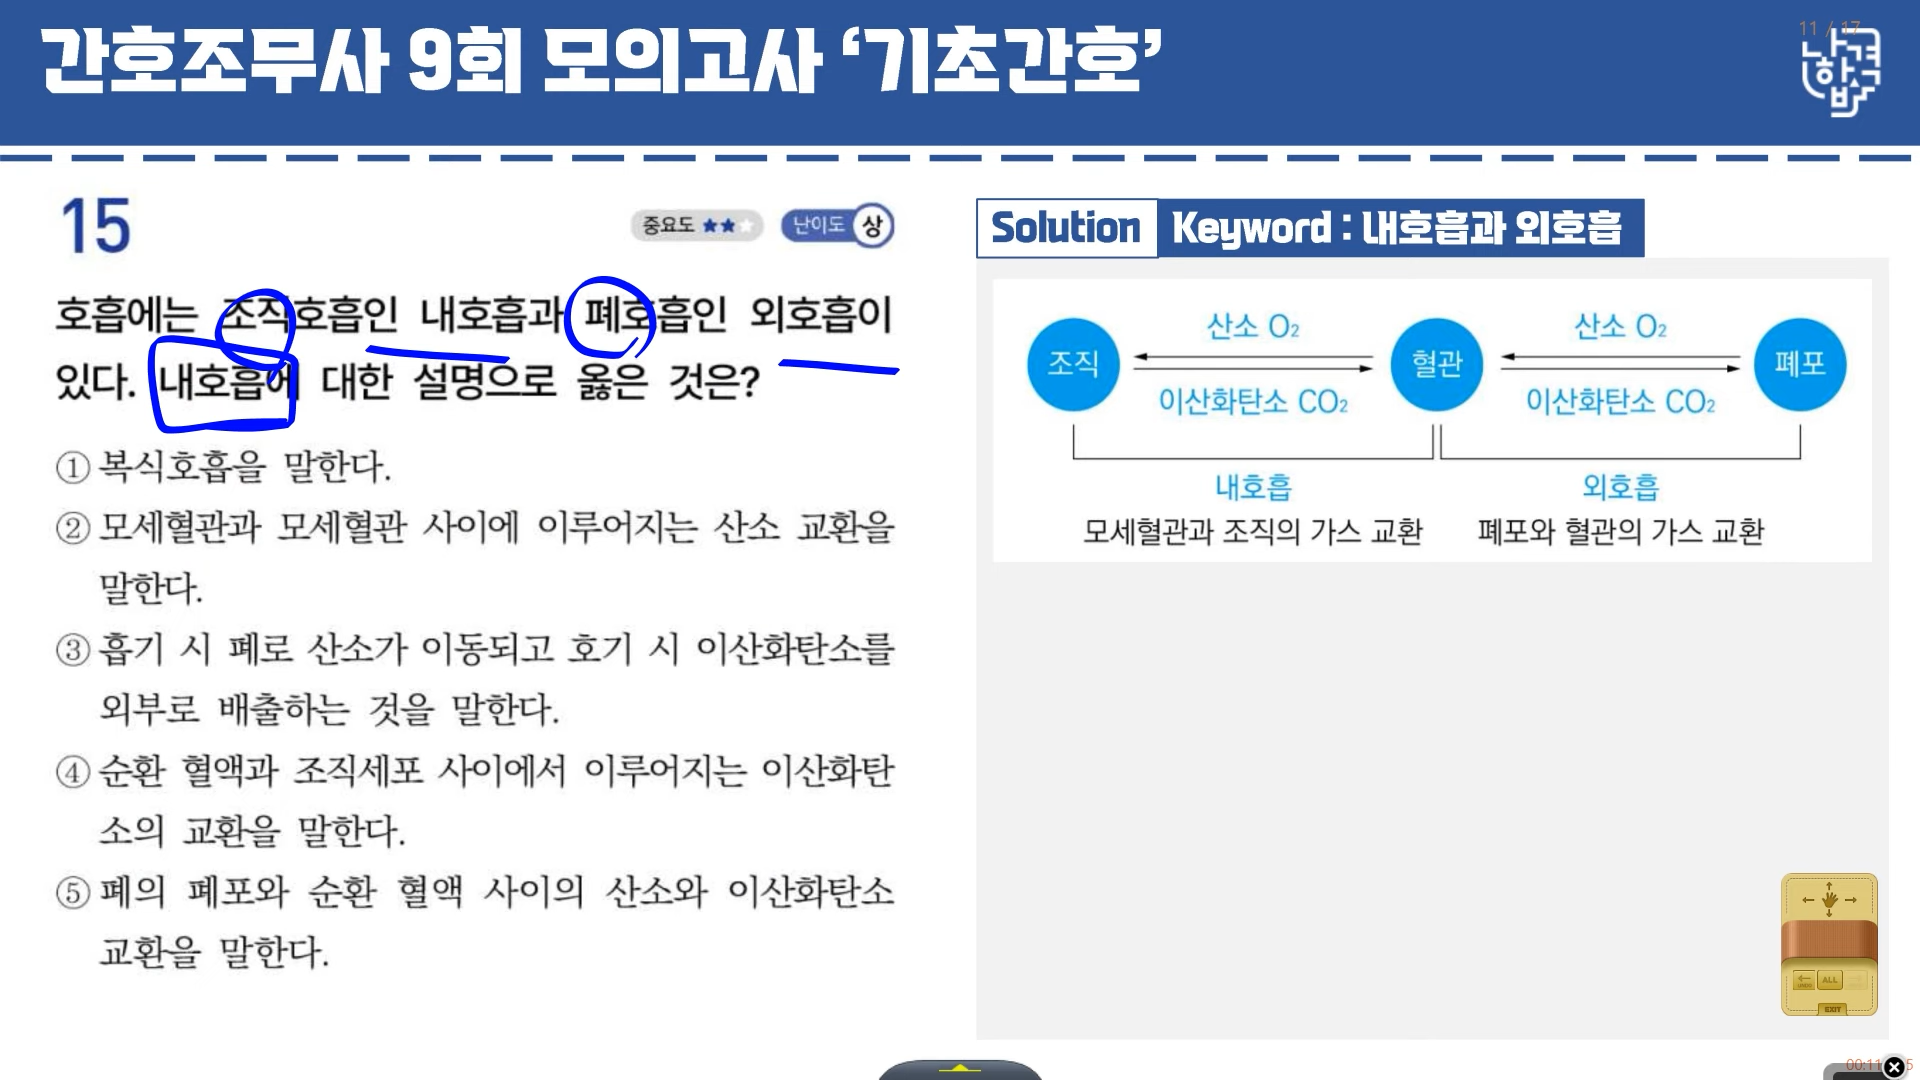 간호조무사 9회 모의고사 ‘기초간호’
11 / 17
나합격
15
중요도 ★★★
난이도 상
호흡에는 조직호흡인 내호흡과 폐호흡인 외호흡이
있다. 내호흡에 대한 설명으로 옳은 것은?
① 복식호흡을 말한다.
② 모세혈관과 모세혈관 사이에 이루어지는 산소 교환을
말한다.
③ 흡기 시 폐로 산소가 이동되고 호기 시 이산화탄소를
외부로 배출하는 것을 말한다.
④ 순환 혈액과 조직세포 사이에서 이루어지는 이산화탄
소의 교환을 말한다.
⑤ 폐의 폐포와 순환 혈액 사이의 산소와 이산화탄소
교환을 말한다.
Solution Keyword : 내호흡과 외호흡
산소 O₂ 산소 O₂
조직 혈관 폐포
이산화탄소 CO₂ 이산화탄소 CO₂
내호흡 외호흡
모세혈관과 조직의 가스 교환 폐포와 혈관의 가스 교환
ALL
EXIT